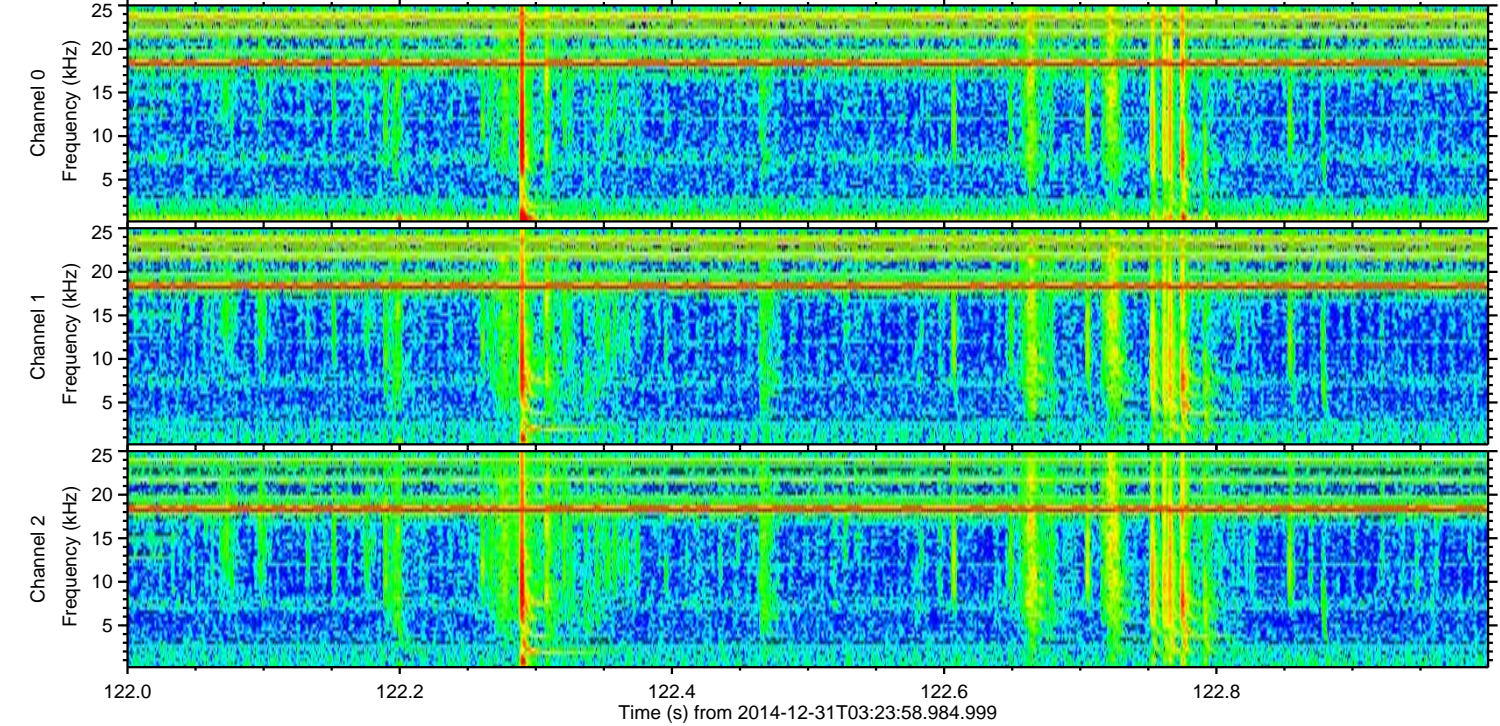 25
20
15
10
5
Channel 0
Frequency (kHz)
25
20
15
10
5
Channel 1
Frequency (kHz)
25
20
15
10
5
Channel 2
Frequency (kHz)
122.0 122.2 122.4 122.6 122.8
Time (s) from 2014-12-31T03:23:58.984.999